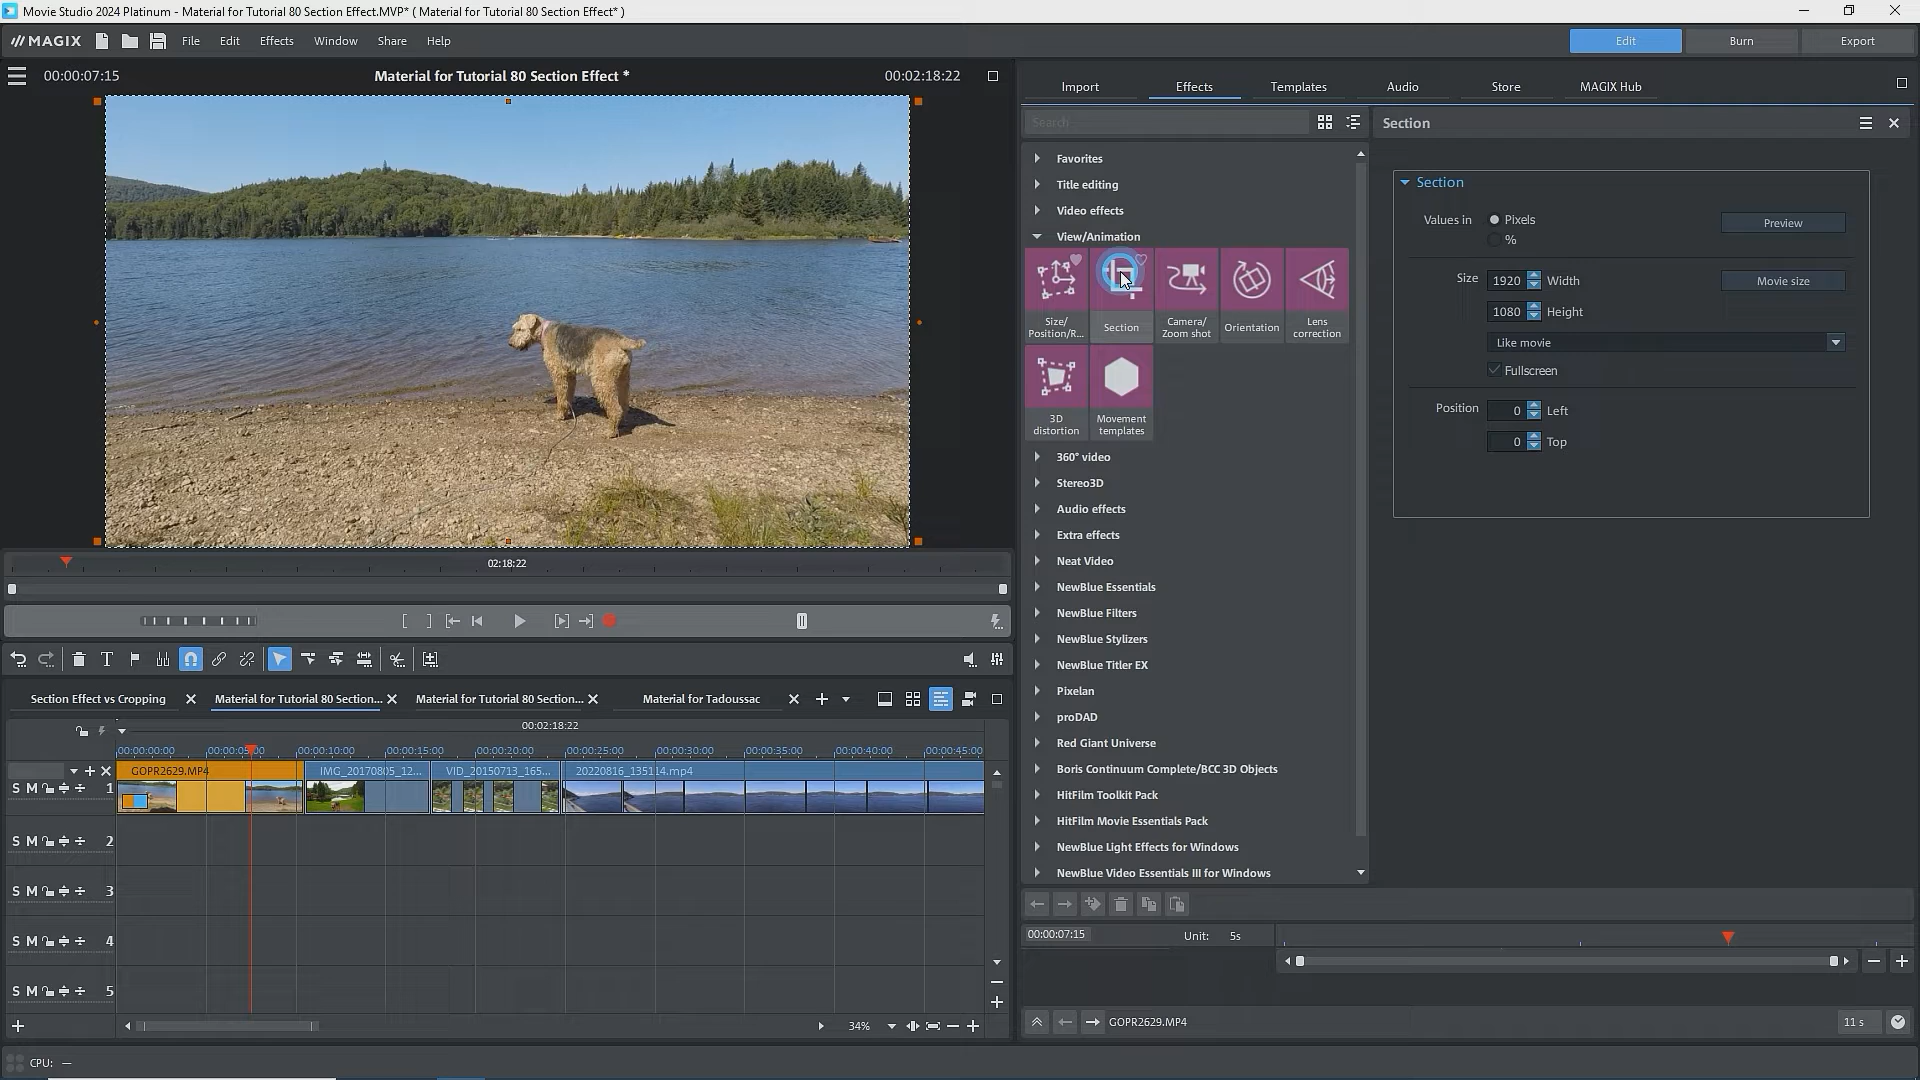 Movie Studio 2024 Platinum - Material for Tutorial 80 Section Effect.MVP* ( Material for Tutorial 80 Section Effect* )
MAGIX File Edit Effects Window Share Help Edit Burn Export
00:00:07:15 Material for Tutorial 80 Section Effect * 00:02:18:22
Import Effects Templates Audio Store MAGIX Hub
Search
Section
Favorites
Title editing
Video effects
View/Animation
Size/ Position/R...
Section
Camera/ Zoom shot
Orientation
Lens correction
3D distortion
Movement templates
360° video
Stereo3D
Audio effects
Extra effects
Neat Video
NewBlue Essentials
NewBlue Filters
NewBlue Stylizers
NewBlue Titler EX
Pixelan
proDAD
Red Giant Universe
Boris Continuum Complete/BCC 3D Objects
HitFilm Toolkit Pack
HitFilm Movie Essentials Pack
NewBlue Light Effects for Windows
NewBlue Video Essentials III for Windows
Section
Values in Pixels Preview
%
Size 1920 Width Movie size
1080 Height
Like movie
Fullscreen
Position 0 Left
0 Top
02:18:22
Section Effect vs Cropping Material for Tutorial 80 Section... Material for Tutorial 80 Section... Material for Tadoussac
00:02:18:22
00:00:00:00 00:00:05:00 00:00:10:00 00:00:15:00 00:00:20:00 00:00:25:00 00:00:30:00 00:00:35:00 00:00:40:00 00:00:45:00
GOPR2629.MP4 IMG_20170805_12... VID_20150713_165... 20220816_135114.mp4
S M 1
S M 2
S M 3
S M 4
S M 5
34%
00:00:07:15 Unit: 5s
GOPR2629.MP4 11 s
CPU: —